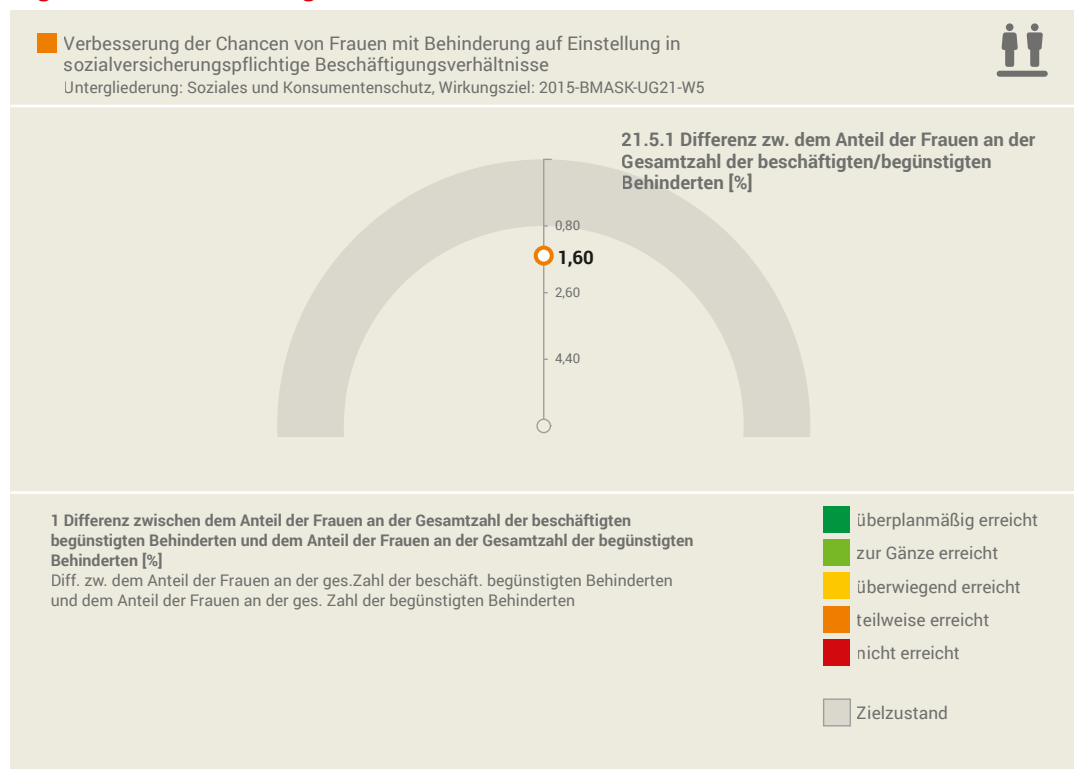 Verbesserung der Chancen von Frauen mit Behinderung auf Einstellung in
sozialversicherungspflichtige Beschäftigungsverhältnisse
Untergliederung: Soziales und Konsumentenschutz, Wirkungsziel: 2015-BMASK-UG21-W5
21.5.1 Differenz zw. dem Anteil der Frauen an der
Gesamtzahl der beschäftigten/begünstigten
Behinderten [%]
0,80
1,60
2,60
4,40
1 Differenz zwischen dem Anteil der Frauen an der Gesamtzahl der beschäftigten
begünstigten Behinderten und dem Anteil der Frauen an der Gesamtzahl der begünstigten
Behinderten [%]
Diff. zw. dem Anteil der Frauen an der ges.Zahl der beschäft. begünstigten Behinderten
und dem Anteil der Frauen an der ges. Zahl der begünstigten Behinderten
überplanmäßig erreicht
zur Gänze erreicht
überwiegend erreicht
teilweise erreicht
nicht erreicht
Zielzustand